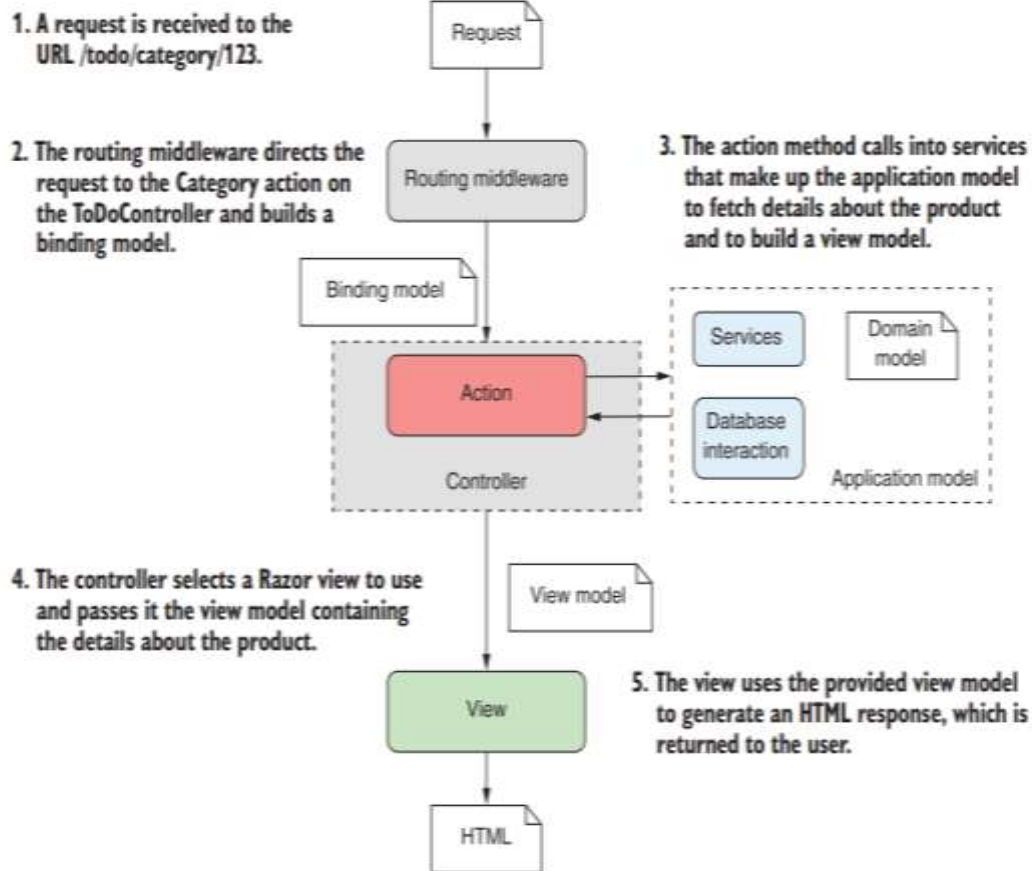 1. A request is received to the
URL /todo/category/123.
Request
2. The routing middleware directs the
request to the Category action on
the ToDoController and builds a
binding model.
Routing middleware
3. The action method calls into services
that make up the application model
to fetch details about the product
and to build a view model.
Binding model
Action
Controller
Services
Domain
model
Database
interaction
Application model
4. The controller selects a Razor view to use
and passes it the view model containing
the details about the product.
View model
View
5. The view uses the provided view model
to generate an HTML response, which is
returned to the user.
HTML